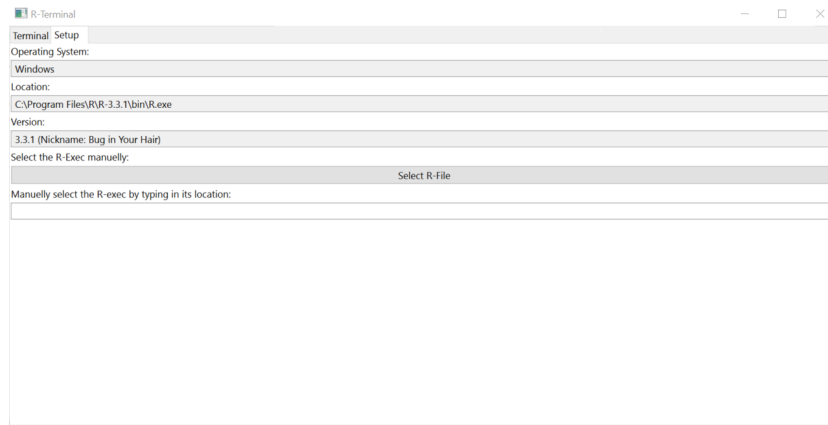 R-Terminal
Terminal Setup
Operating System:
Windows
Location:
C:\Program Files\R\R-3.3.1\bin\R.exe
Version:
3.3.1 (Nickname: Bug in Your Hair)
Select the R-Exec manuelly:
Select R-File
Manuelly select the R-exec by typing in its location: